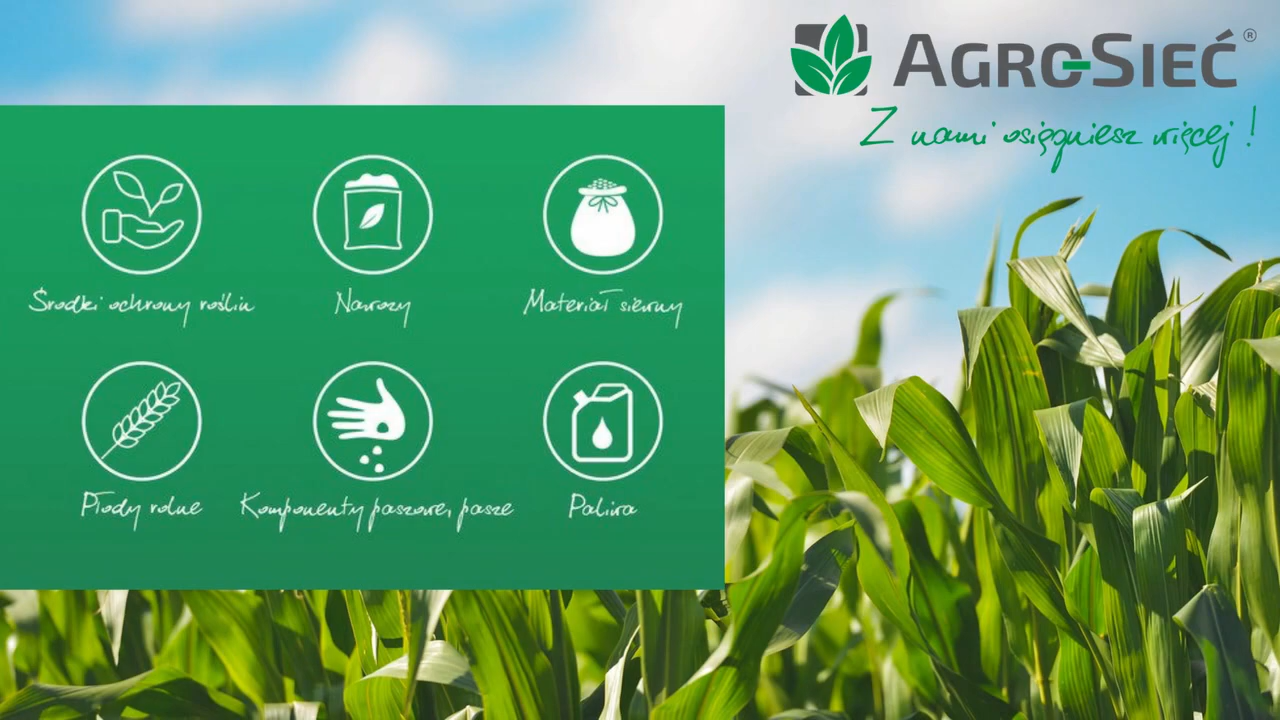 AGRO-SIEĆ®
Z nami osiągniesz więcej!
Środki ochrony roślin
Nawozy
Materiał siewny
Płody rolne
Komponenty paszowe, pasze
Paliwa